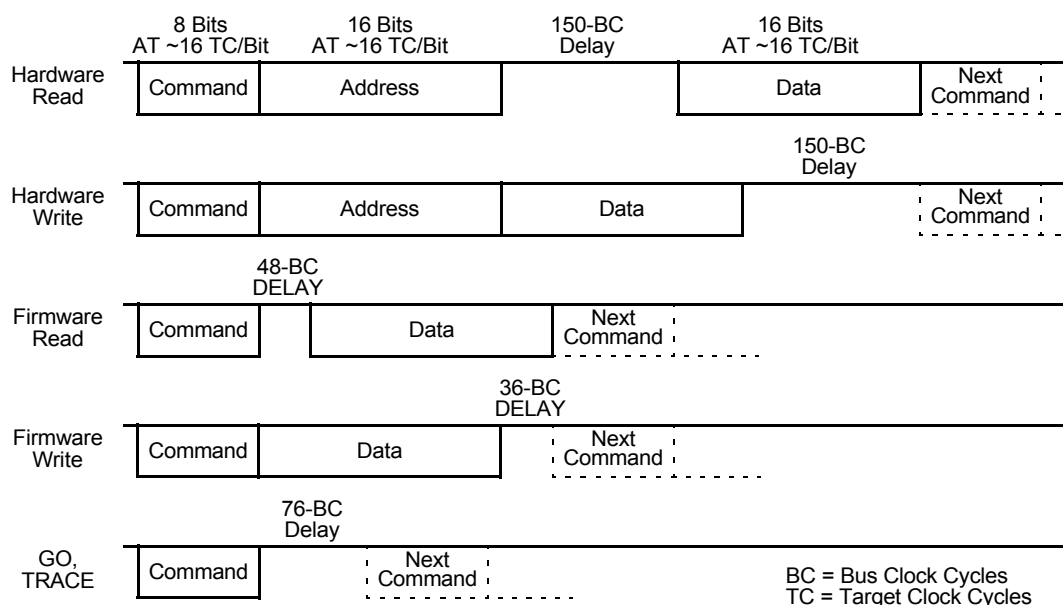 8 Bits
AT ~16 TC/Bit
16 Bits
AT ~16 TC/Bit
150-BC
Delay
16 Bits
AT ~16 TC/Bit
Hardware
Read
Command
Address
Data
Next
Command
150-BC
Delay
Hardware
Write
Command
Address
Data
Next
Command
48-BC
DELAY
Firmware
Read
Command
Data
Next
Command
36-BC
DELAY
Firmware
Write
Command
Data
Next
Command
76-BC
Delay
GO,
TRACE
Command
Next
Command
BC = Bus Clock Cycles
TC = Target Clock Cycles